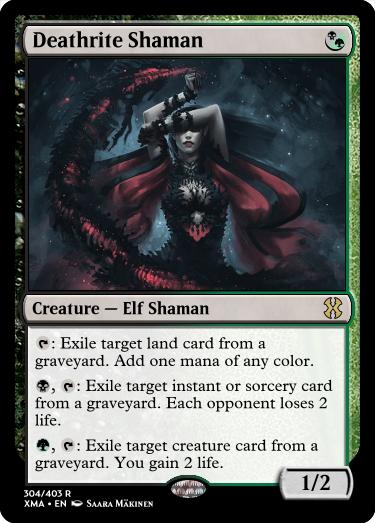 Deathrite Shaman
Creature — Elf Shaman
: Exile target land card from a
graveyard. Add one mana of any color.
, : Exile target instant or sorcery card
from a graveyard. Each opponent loses 2
life.
, : Exile target creature card from a
graveyard. You gain 2 life.
1/2
304/403 R
XMA • EN Saara Mäkinen